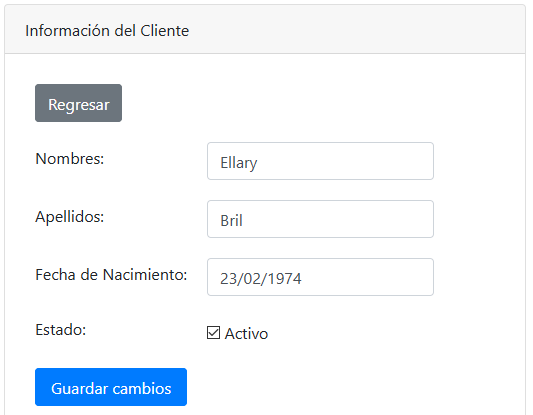 Información del Cliente
Regresar
Nombres: Ellary
Apellidos: Bril
Fecha de Nacimiento: 23/02/1974
Estado: Activo
Guardar cambios